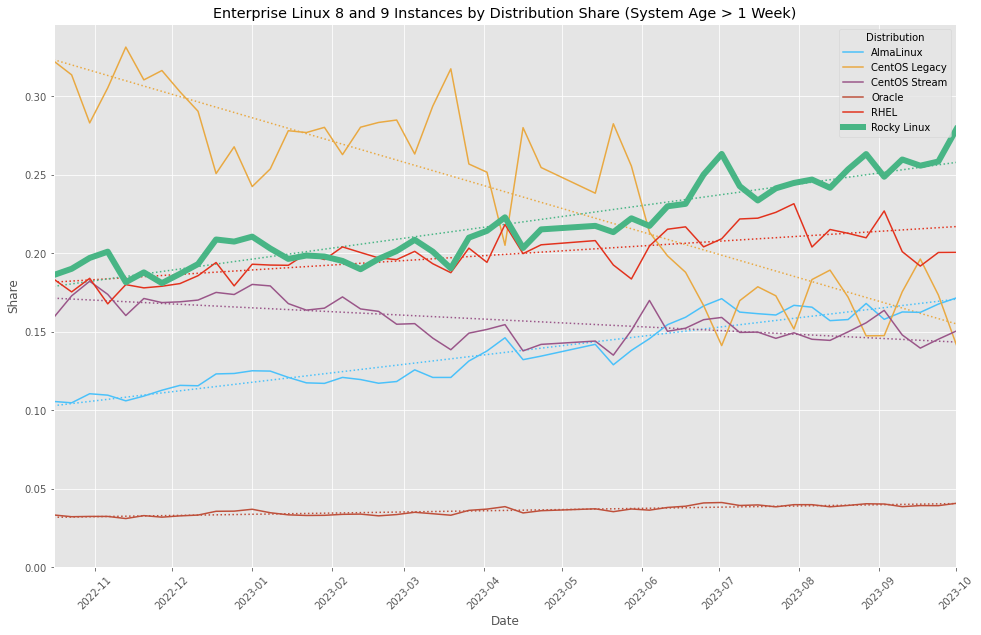 Enterprise Linux 8 and 9 Instances by Distribution Share (System Age > 1 Week)
Distribution
AlmaLinux
CentOS Legacy
CentOS Stream
Oracle
RHEL
Rocky Linux
Share
0.30
0.25
0.20
0.15
0.10
0.05
0.00
2022-11
2022-12
2023-01
2023-02
2023-03
2023-04
2023-05
2023-06
2023-07
2023-08
2023-09
2023-10
Date